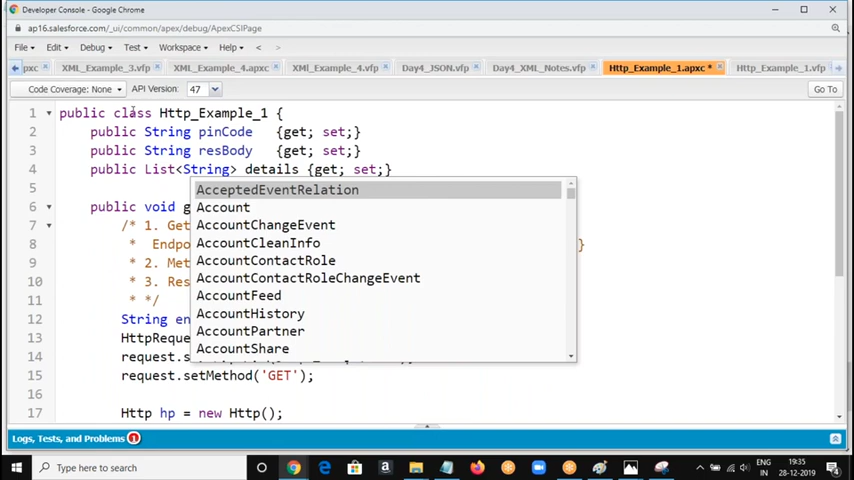 Developer Console - Google Chrome
ap16.salesforce.com/_ui/common/apex/debug/ApexCSIPage
File Edit Debug Test Workspace Help <
pxc XML_Example_3.vfp XML_Example_4.apxc XMl_Example_4.vfp Day4_JSON.vfp Day4_XML_Notes.vfp Http_Example_1.apxc * Http_Example_1.vfp
Code Coverage: None API Version: 47 Go To
1 public class Http_Example_1 {
2 public String pinCode {get; set;}
3 public String resBody {get; set;}
4 public List<String> details {get; set;}
5
6 public void g
7 /* 1. Get
8 * Endpo }
9 * 2. Met
10 * 3. Res
11 * */
12 String en
13 HttpReque
14 request.s
15 request.setMethod('GET');
16
17 Http hp = new Http();
AcceptedEventRelation
Account
AccountChangeEvent
AccountCleanInfo
AccountContactRole
AccountContactRoleChangeEvent
AccountFeed
AccountHistory
AccountPartner
AccountShare
Logs, Tests, and Problems 1
Type here to search
ENG
IN
19:35
28-12-2019
4